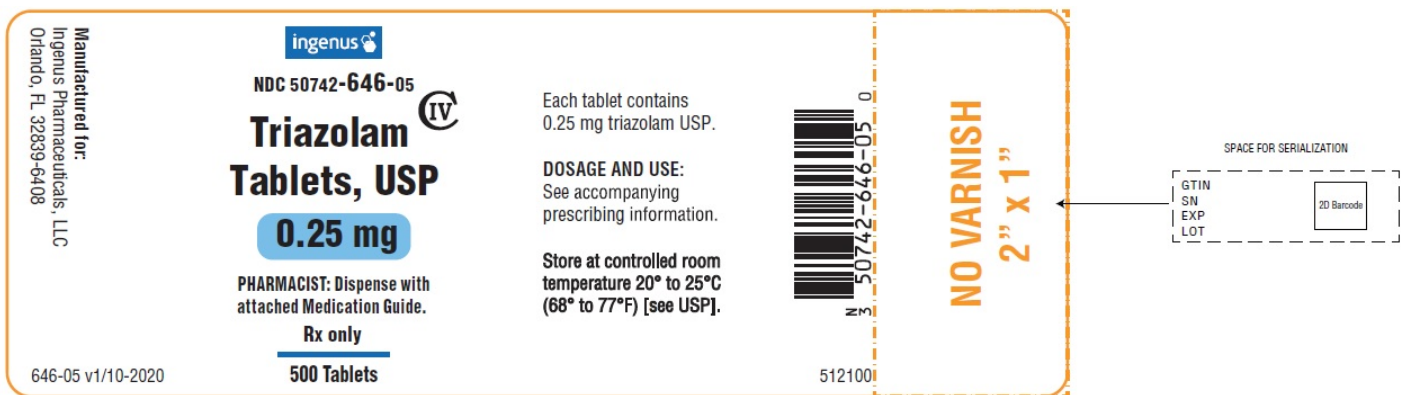 Manufactured for:
Ingenus Pharmaceuticals, LLC
Orlando, FL 32839-6408
646-05 v1/10-2020
ingenus
NDC 50742-646-05
Triazolam CIV
Tablets, USP
0.25 mg
PHARMACIST: Dispense with
attached Medication Guide.
Rx only
500 Tablets
Each tablet contains
0.25 mg triazolam USP.
DOSAGE AND USE:
See accompanying
prescribing information.
Store at controlled room
temperature 20° to 25°C
(68° to 77°F) [see USP].
N
3 50742-646-05 0
512100
NO VARNISH
2” x 1”
SPACE FOR SERIALIZATION
GTIN
SN
EXP
LOT
2D Barcode